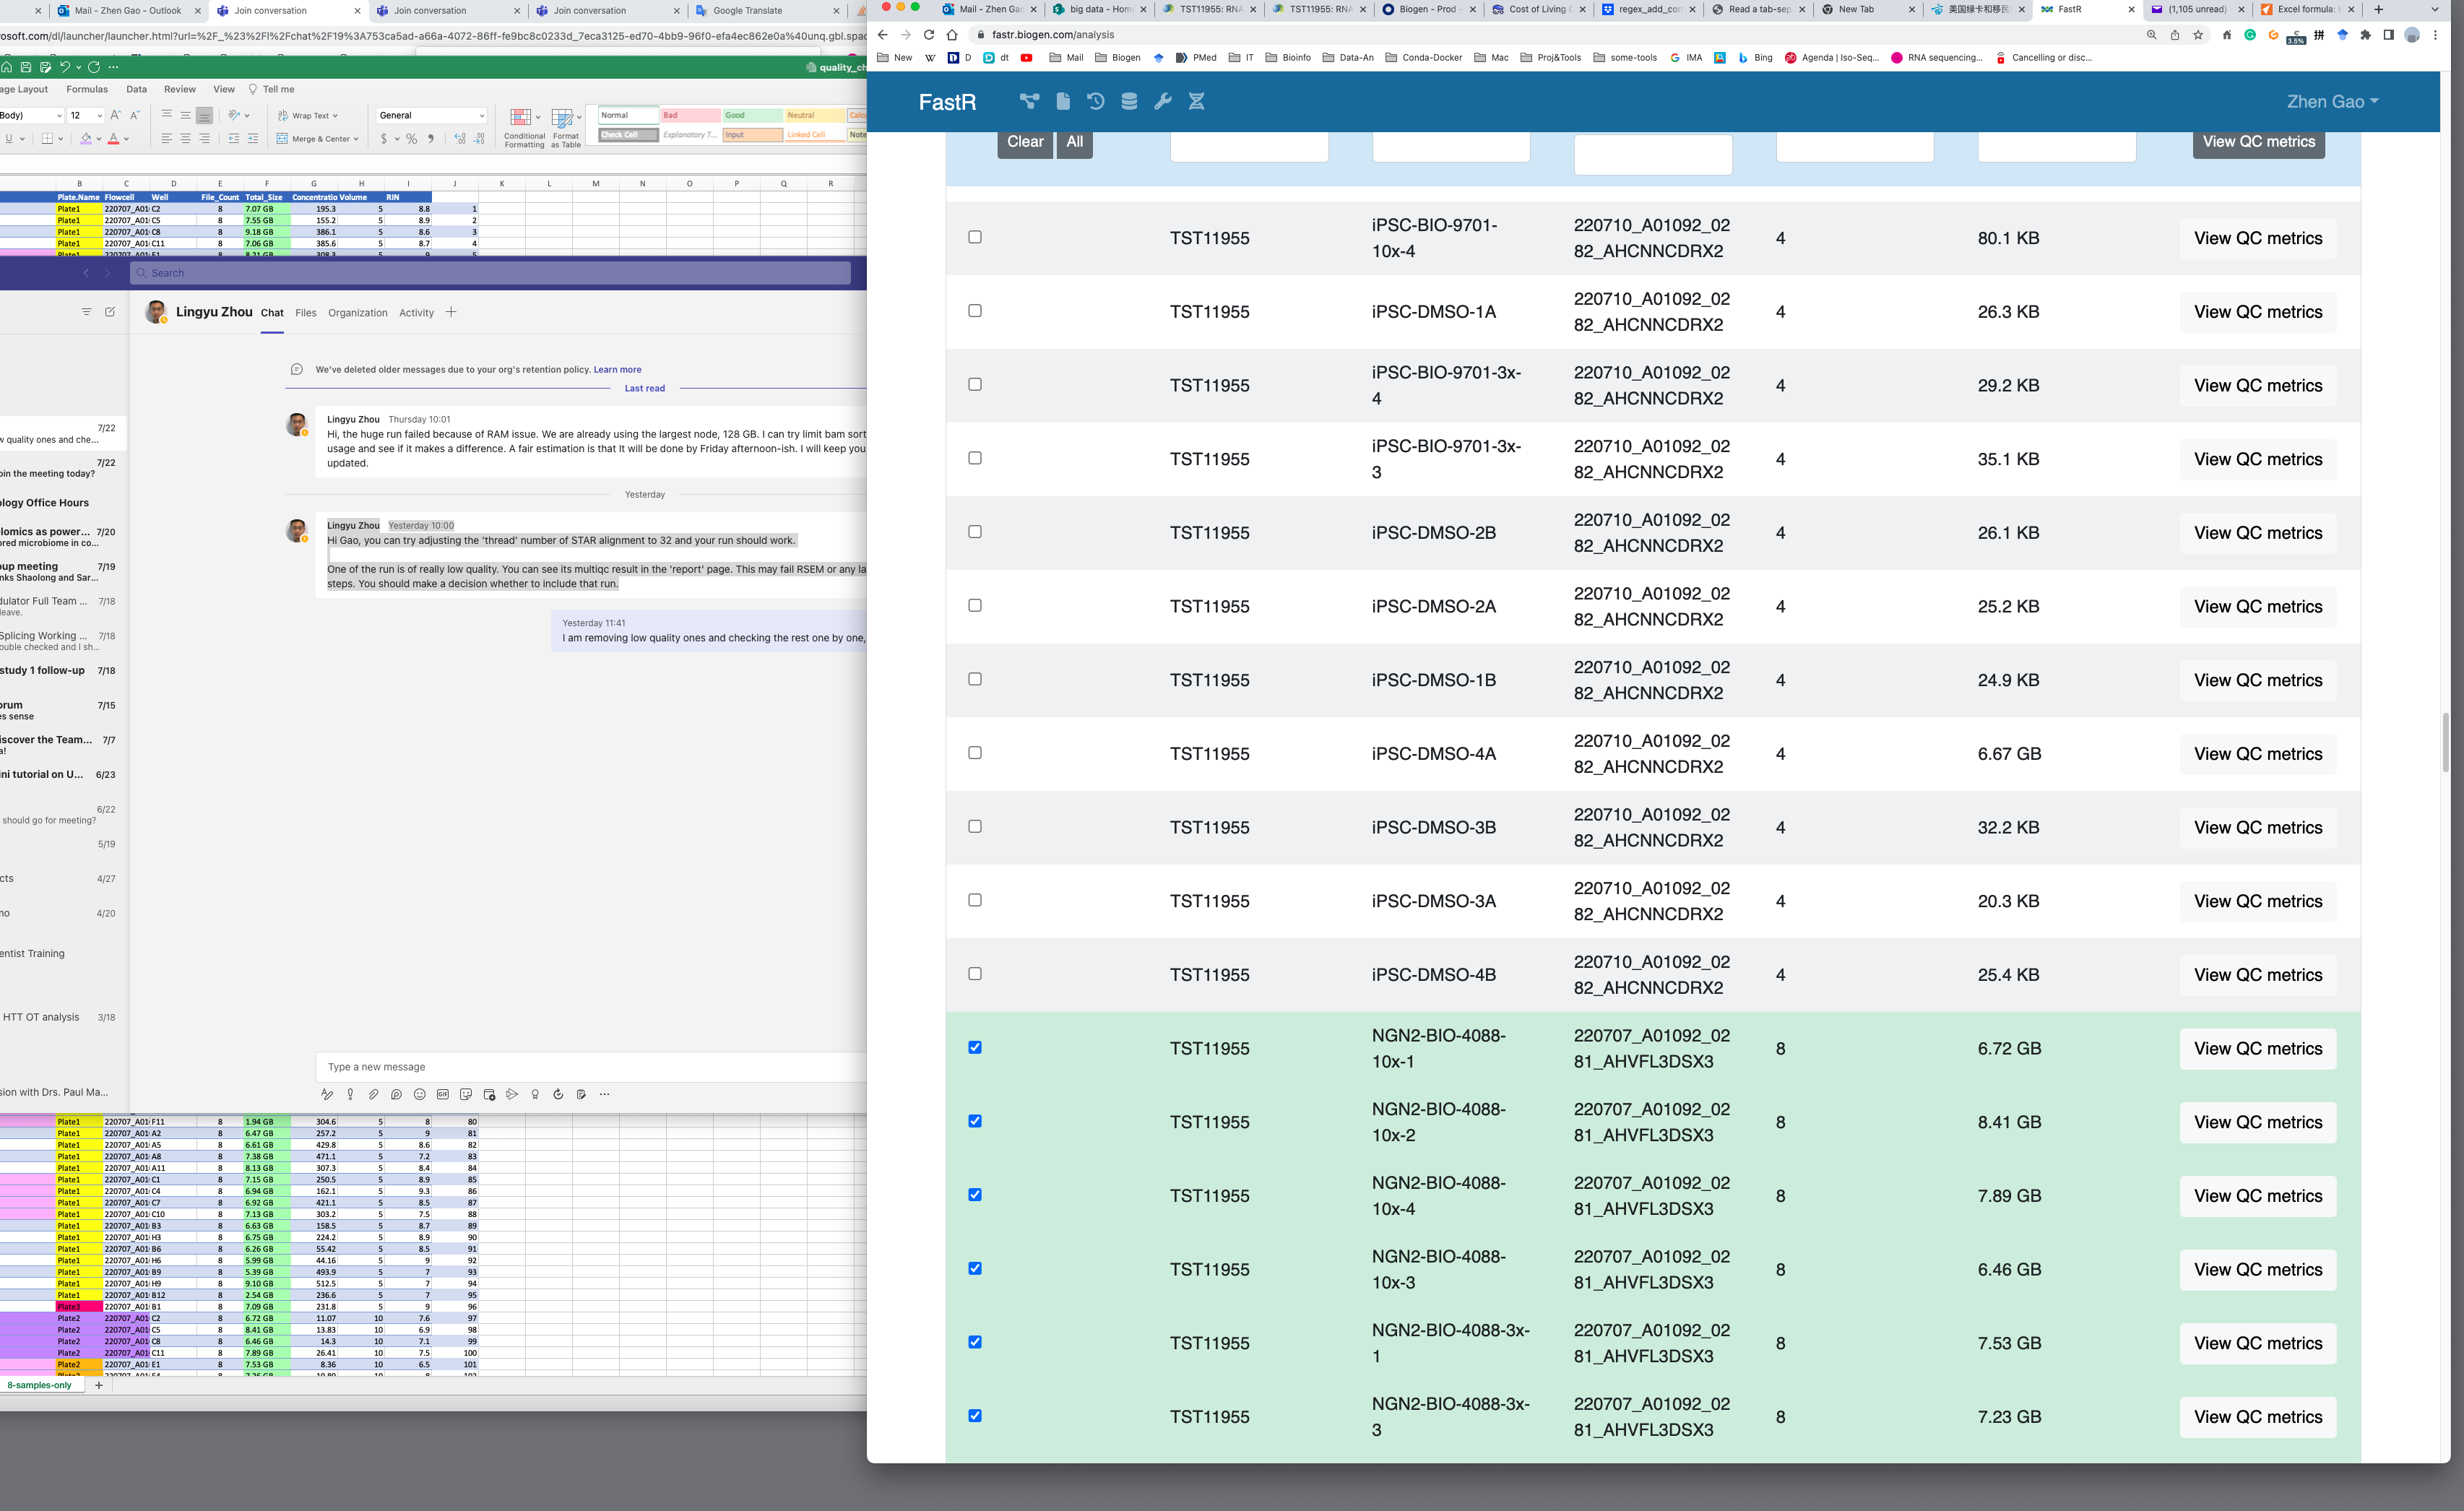 Mail - Zhen Gao - Outlook
Join conversation
Join conversation
Join conversation
Google Translate
rosoft.com/dl/launcher/launcher.html?url=%2F_%23%2Fl%2Fchat%2F19%3A753ca5ad-a66a-4072-86ff-fe9bc8c0233d_7eca3125-ed70-4bb9-96f0-efa4ec862e0a%40unq.gbl.spac
quality_ch
age Layout Formulas Data Review View Tell me
Body) 12 Wrap Text General Normal Bad Good Neutral Calcu
Merge & Center Conditional Formatting Format as Table Check Cell Explanatory T... Input Linked Cell Note
B C D E F G H I J K L M N O P Q R
Plate.Name Flowcell Well File_Count Total_Size Concentratio Volume RIN
Plate1 220707_A01 C2 8 7.07 GB 195.3 5 8.8 1
Plate1 220707_A01 C5 8 7.55 GB 155.2 5 8.9 2
Plate1 220707_A01 C8 8 9.18 GB 386.1 5 8.6 3
Plate1 220707_A01 C11 8 7.06 GB 385.6 5 8.7 4
Plate1 220707_A01 E1 8 8.21 GB 308.3 5 9 5
Search
Lingyu Zhou Chat Files Organization Activity
We've deleted older messages due to your org's retention policy. Learn more
Last read
Lingyu Zhou Thursday 10:01
Hi, the huge run failed because of RAM issue. We are already using the largest node, 128 GB. I can try limit bam sort
usage and see if it makes a difference. A fair estimation is that It will be done by Friday afternoon-ish. I will keep you
updated.
Yesterday
Lingyu Zhou Yesterday 10:00
Hi Gao, you can try adjusting the 'thread' number of STAR alignment to 32 and your run should work.
One of the run is of really low quality. You can see its multiqc result in the 'report' page. This may fail RSEM or any la
steps. You should make a decision whether to include that run.
Yesterday 11:41
I am removing low quality ones and checking the rest one by one,
Type a new message
7/22
w quality ones and che...
7/22
oin the meeting today?
ology Office Hours
lomics as power... 7/20
ored microbiome in co...
oup meeting 7/19
nks Shaolong and Sar...
dulator Full Team ... 7/18
leave.
Splicing Working ... 7/18
ouble checked and I sh...
study 1 follow-up 7/18
orum 7/15
es sense
iscover the Team... 7/7
a!
ini tutorial on U... 6/23
6/22
should go for meeting?
5/19
cts 4/27
no 4/20
entist Training
HTT OT analysis 3/18
sion with Drs. Paul Ma...
Plate1 220707_A01 F11 8 1.94 GB 304.6 5 8 80
Plate1 220707_A01 A2 8 6.47 GB 257.2 5 9 81
Plate1 220707_A01 A5 8 6.61 GB 429.8 5 8.6 82
Plate1 220707_A01 A8 8 7.38 GB 471.1 5 7.2 83
Plate1 220707_A01 A11 8 8.13 GB 307.3 5 8.4 84
Plate1 220707_A01 C1 8 7.15 GB 250.5 5 8.9 85
Plate1 220707_A01 C4 8 6.94 GB 162.1 5 9.3 86
Plate1 220707_A01 C7 8 6.92 GB 421.1 5 8.5 87
Plate1 220707_A01 C10 8 7.13 GB 303.2 5 7.5 88
Plate1 220707_A01 B3 8 6.63 GB 158.5 5 8.7 89
Plate1 220707_A01 H3 8 6.75 GB 224.2 5 8.9 90
Plate1 220707_A01 B6 8 6.26 GB 55.42 5 8.5 91
Plate1 220707_A01 H6 8 5.99 GB 44.16 5 9 92
Plate1 220707_A01 B9 8 5.39 GB 493.9 5 7 93
Plate1 220707_A01 H9 8 9.10 GB 512.5 5 7 94
Plate1 220707_A01 B12 8 2.54 GB 236.6 5 7 95
Plate3 220707_A01 B1 8 7.09 GB 231.8 5 9 96
Plate2 220707_A01 C2 8 6.72 GB 11.07 10 7.6 97
Plate2 220707_A01 C5 8 8.41 GB 13.83 10 6.9 98
Plate2 220707_A01 C8 8 6.46 GB 14.3 10 7.1 99
Plate2 220707_A01 C11 8 7.89 GB 26.41 10 7.5 100
Plate2 220707_A01 E1 8 7.53 GB 8.36 10 6.5 101
8-samples-only
Mail - Zhen Gao big data - Hom TST11955: RNA TST11955: RNA Biogen - Prod - Cost of Living C regex_add_con Read a tab-sep New Tab 美国绿卡和移民 FastR (1,105 unread) Excel formula:
fastr.biogen.com/analysis
3.5%
New D dt Mail Biogen PMed IT Bioinfo Data-An Conda-Docker Mac Proj&Tools some-tools IMA Bing Agenda | Iso-Seq... RNA sequencing... Cancelling or disc...
FastR Zhen Gao
Clear All View QC metrics
TST11955 iPSC-BIO-9701-10x-4 220710_A01092_0282_AHCNNCDRX2 4 80.1 KB View QC metrics
TST11955 iPSC-DMSO-1A 220710_A01092_0282_AHCNNCDRX2 4 26.3 KB View QC metrics
TST11955 iPSC-BIO-9701-3x-4 220710_A01092_0282_AHCNNCDRX2 4 29.2 KB View QC metrics
TST11955 iPSC-BIO-9701-3x-3 220710_A01092_0282_AHCNNCDRX2 4 35.1 KB View QC metrics
TST11955 iPSC-DMSO-2B 220710_A01092_0282_AHCNNCDRX2 4 26.1 KB View QC metrics
TST11955 iPSC-DMSO-2A 220710_A01092_0282_AHCNNCDRX2 4 25.2 KB View QC metrics
TST11955 iPSC-DMSO-1B 220710_A01092_0282_AHCNNCDRX2 4 24.9 KB View QC metrics
TST11955 iPSC-DMSO-4A 220710_A01092_0282_AHCNNCDRX2 4 6.67 GB View QC metrics
TST11955 iPSC-DMSO-3B 220710_A01092_0282_AHCNNCDRX2 4 32.2 KB View QC metrics
TST11955 iPSC-DMSO-3A 220710_A01092_0282_AHCNNCDRX2 4 20.3 KB View QC metrics
TST11955 iPSC-DMSO-4B 220710_A01092_0282_AHCNNCDRX2 4 25.4 KB View QC metrics
TST11955 NGN2-BIO-4088-10x-1 220707_A01092_0281_AHVFL3DSX3 8 6.72 GB View QC metrics
TST11955 NGN2-BIO-4088-10x-2 220707_A01092_0281_AHVFL3DSX3 8 8.41 GB View QC metrics
TST11955 NGN2-BIO-4088-10x-4 220707_A01092_0281_AHVFL3DSX3 8 7.89 GB View QC metrics
TST11955 NGN2-BIO-4088-10x-3 220707_A01092_0281_AHVFL3DSX3 8 6.46 GB View QC metrics
TST11955 NGN2-BIO-4088-3x-1 220707_A01092_0281_AHVFL3DSX3 8 7.53 GB View QC metrics
TST11955 NGN2-BIO-4088-3x-3 220707_A01092_0281_AHVFL3DSX3 8 7.23 GB View QC metrics